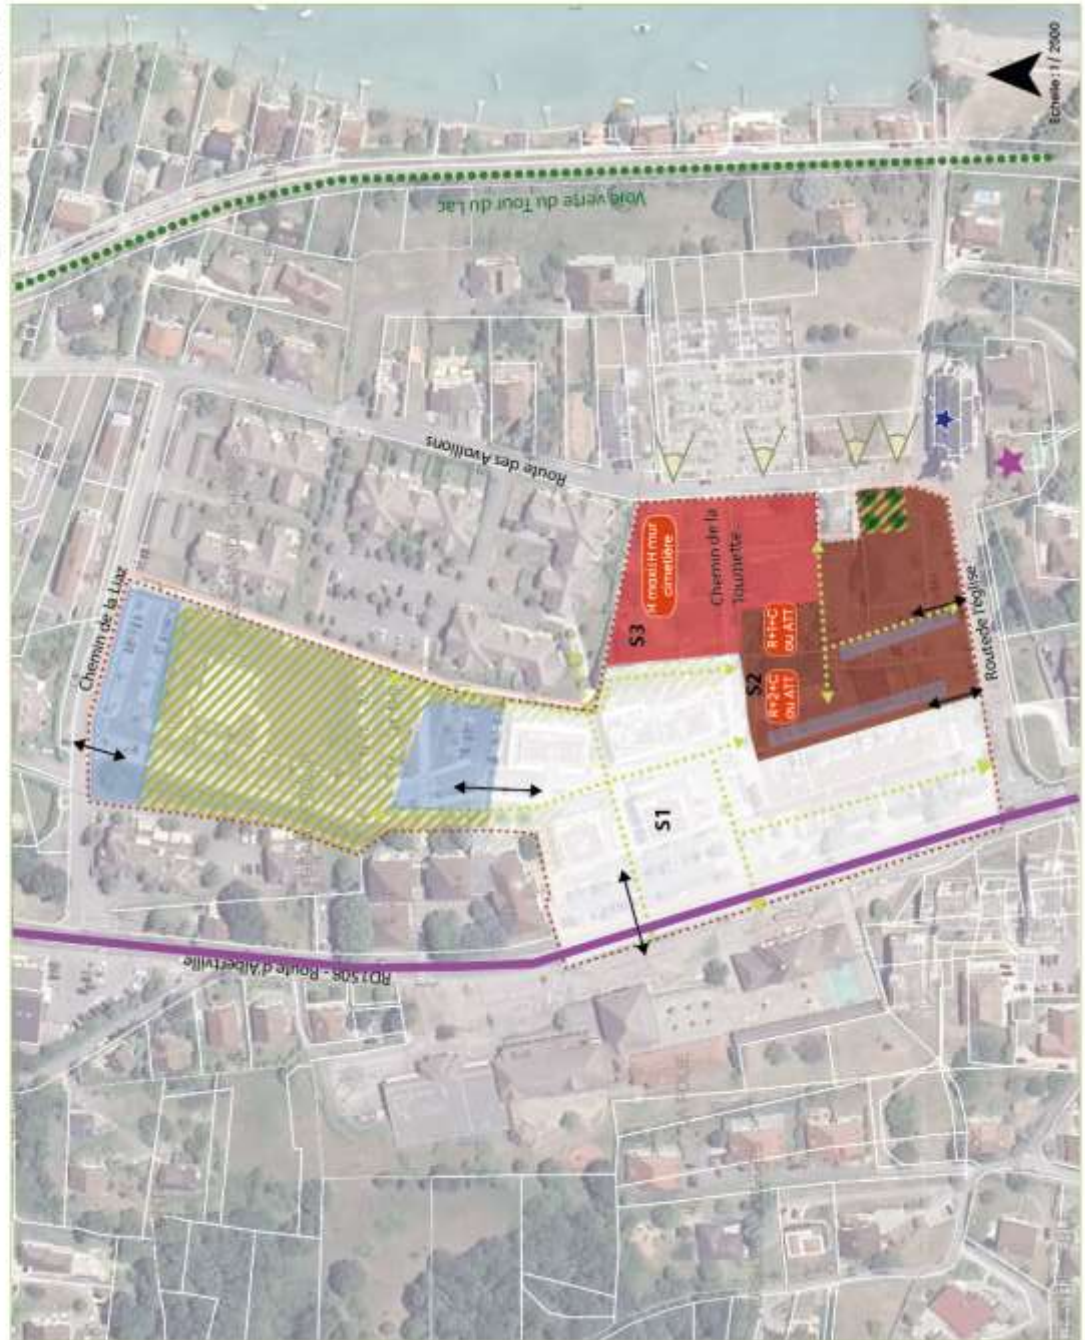 Echelle : 1 / 2500
Voie verte du Tour du Lac
Route des Avollions
Chemin de la Liaz
H maxi : H mur
cimetière
Chemin de la
Tournette
S3
R+1+C
ou ATT
S2
R+2+C
ou ATT
Route de l'église
S1
RD1508 - Route d'Albertville